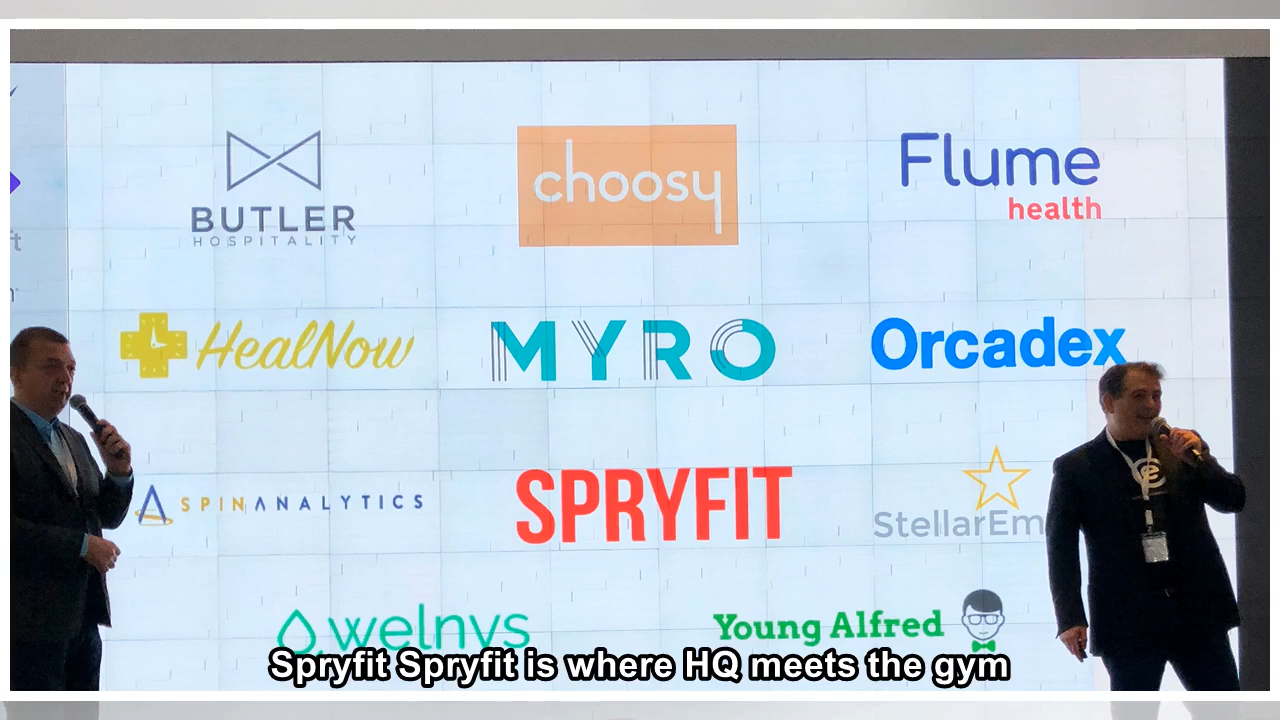 BUTLER
HOSPITALITY
choosy
Flume
health
HealNow
MYRO
Orcadex
SPINANALYTICS
SPRYFIT
StellarEm
welnys
Young Alfred
Spryfit Spryfit is where HQ meets the gym